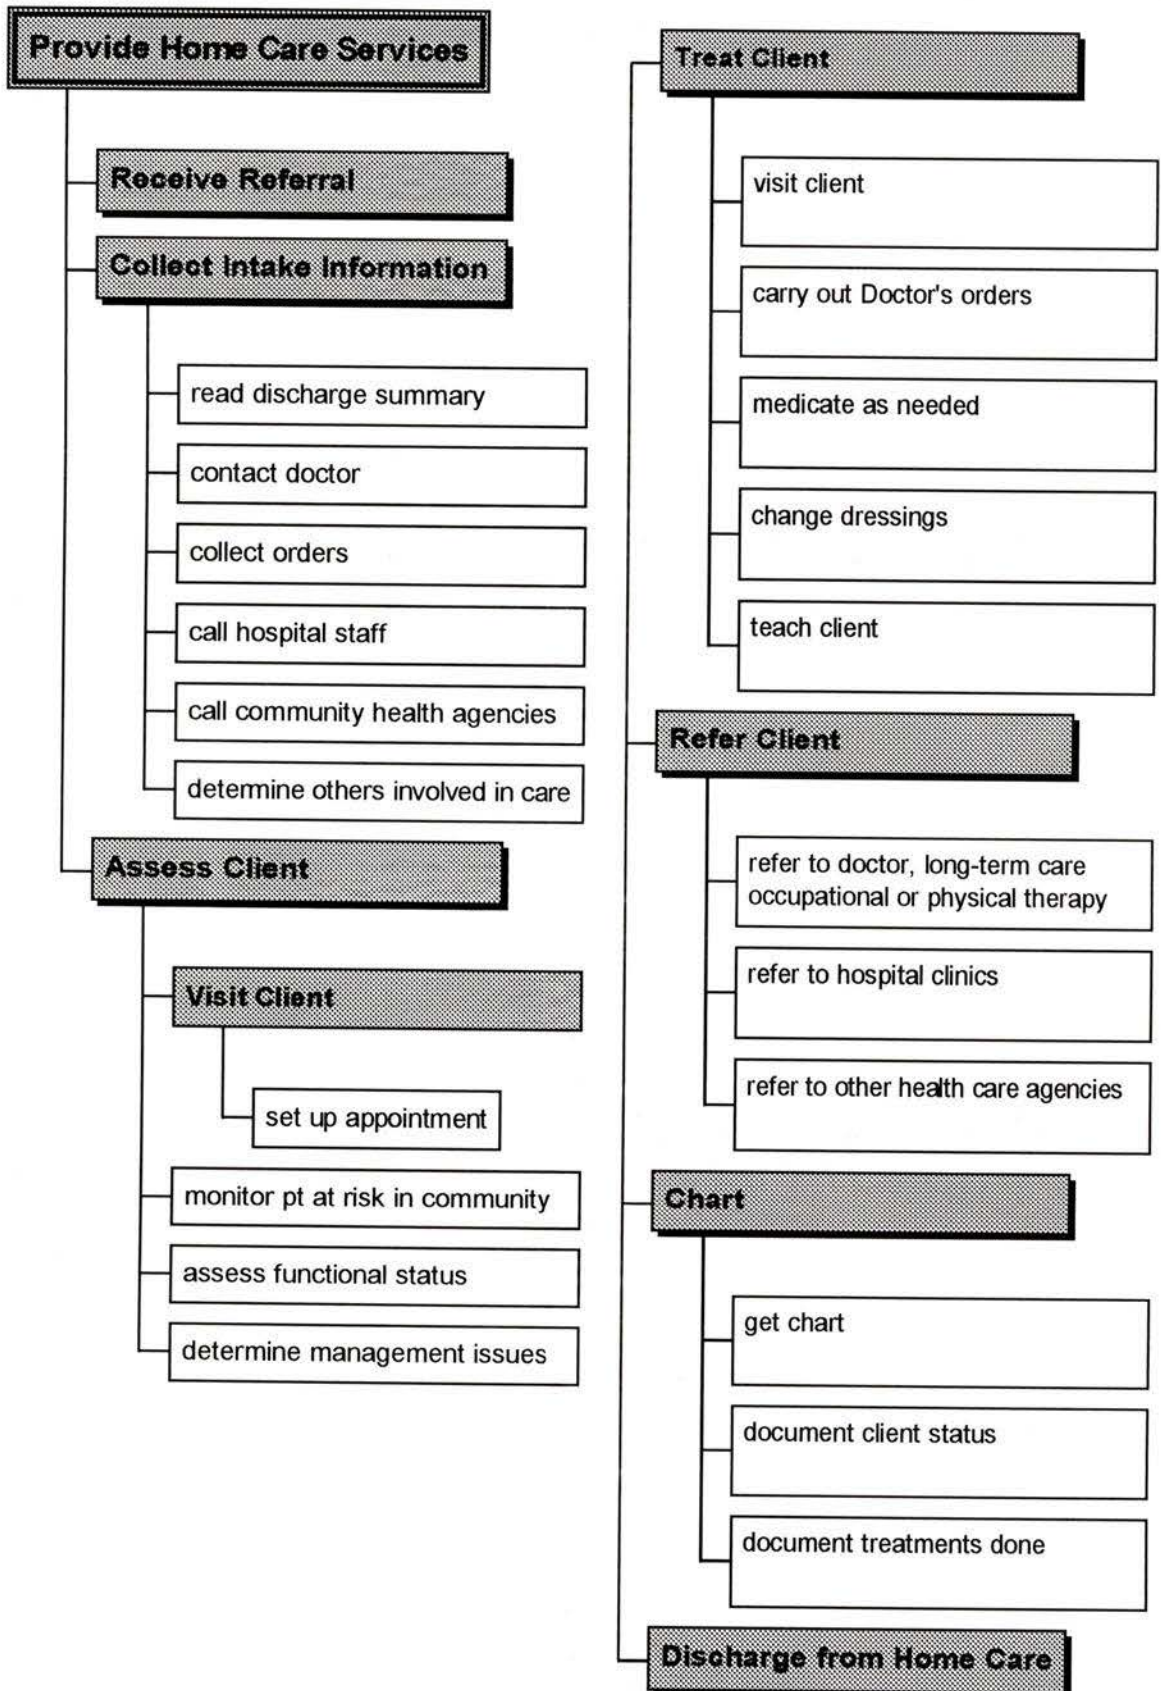 Provide Home Care Services
Receive Referral
Collect Intake Information
read discharge summary
contact doctor
collect orders
call hospital staff
call community health agencies
determine others involved in care
Assess Client
Visit Client
set up appointment
monitor pt at risk in community
assess functional status
determine management issues
Treat Client
visit client
carry out Doctor's orders
medicate as needed
change dressings
teach client
Refer Client
refer to doctor, long-term care
occupational or physical therapy
refer to hospital clinics
refer to other health care agencies
Chart
get chart
document client status
document treatments done
Discharge from Home Care